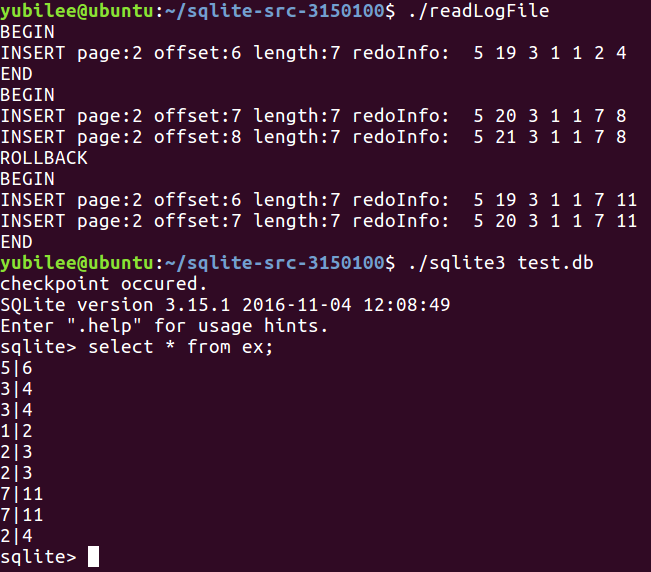 yubilee@ubuntu:~/sqlite-src-3150100$ ./readLogFile
BEGIN
INSERT page:2 offset:6 length:7 redoInfo:  5 19 3 1 1 2 4
END
BEGIN
INSERT page:2 offset:7 length:7 redoInfo:  5 20 3 1 1 7 8
INSERT page:2 offset:8 length:7 redoInfo:  5 21 3 1 1 7 8
ROLLBACK
BEGIN
INSERT page:2 offset:6 length:7 redoInfo:  5 19 3 1 1 7 11
INSERT page:2 offset:7 length:7 redoInfo:  5 20 3 1 1 7 11
END
yubilee@ubuntu:~/sqlite-src-3150100$ ./sqlite3 test.db
checkpoint occured.
SQLite version 3.15.1 2016-11-04 12:08:49
Enter ".help" for usage hints.
sqlite> select * from ex;
5|6
3|4
3|4
1|2
2|3
2|3
7|11
7|11
2|4
sqlite>